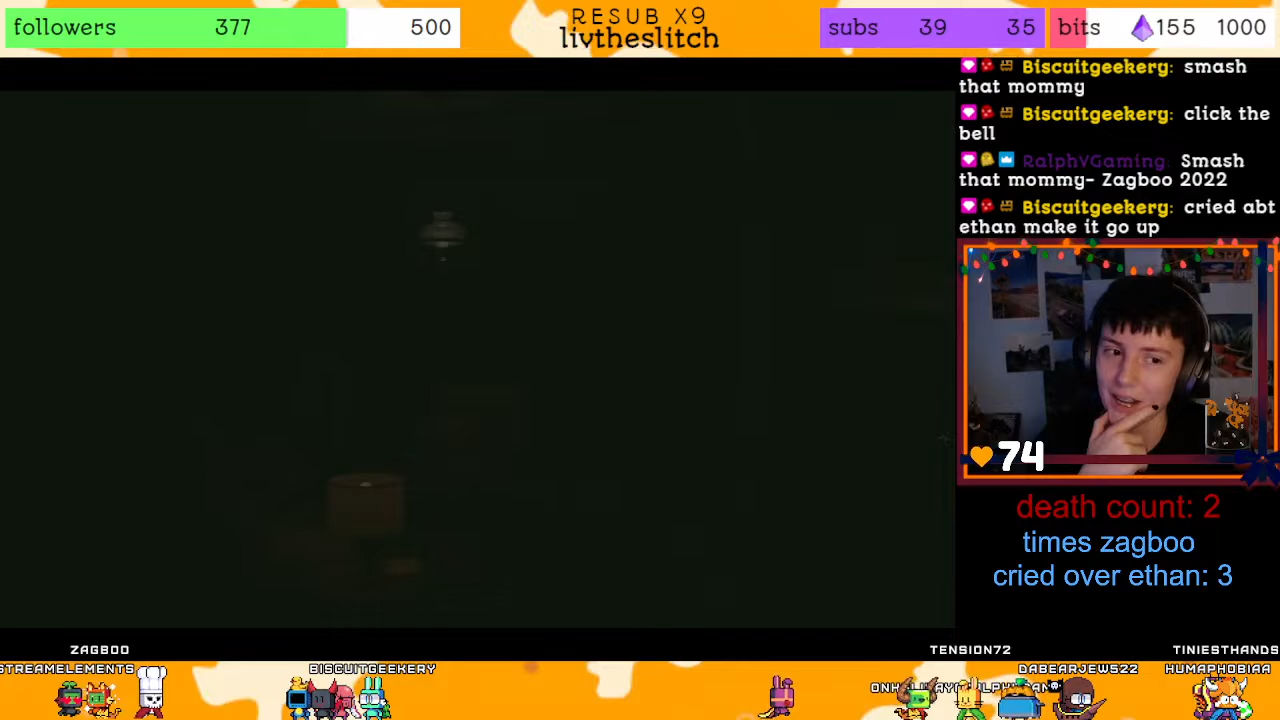 followers 377 500
RESUB X9
livtheslitch
subs 39 35
bits 155 1000
Biscuitgeekerg: smash
that mommy
Biscuitgeekerg: click the
bell
RalphVGaming: Smash
that mommy- Zagboo 2022
Biscuitgeekerg: cried abt
ethan make it go up
74
death count: 2
times zagboo
cried over ethan: 3
ZAGBOO
STREAMELEMENTS
BISCUITGEEKERY
TENSION72
TINIESTHANDS
DABEARJEW522
HUMAPHOBIAA